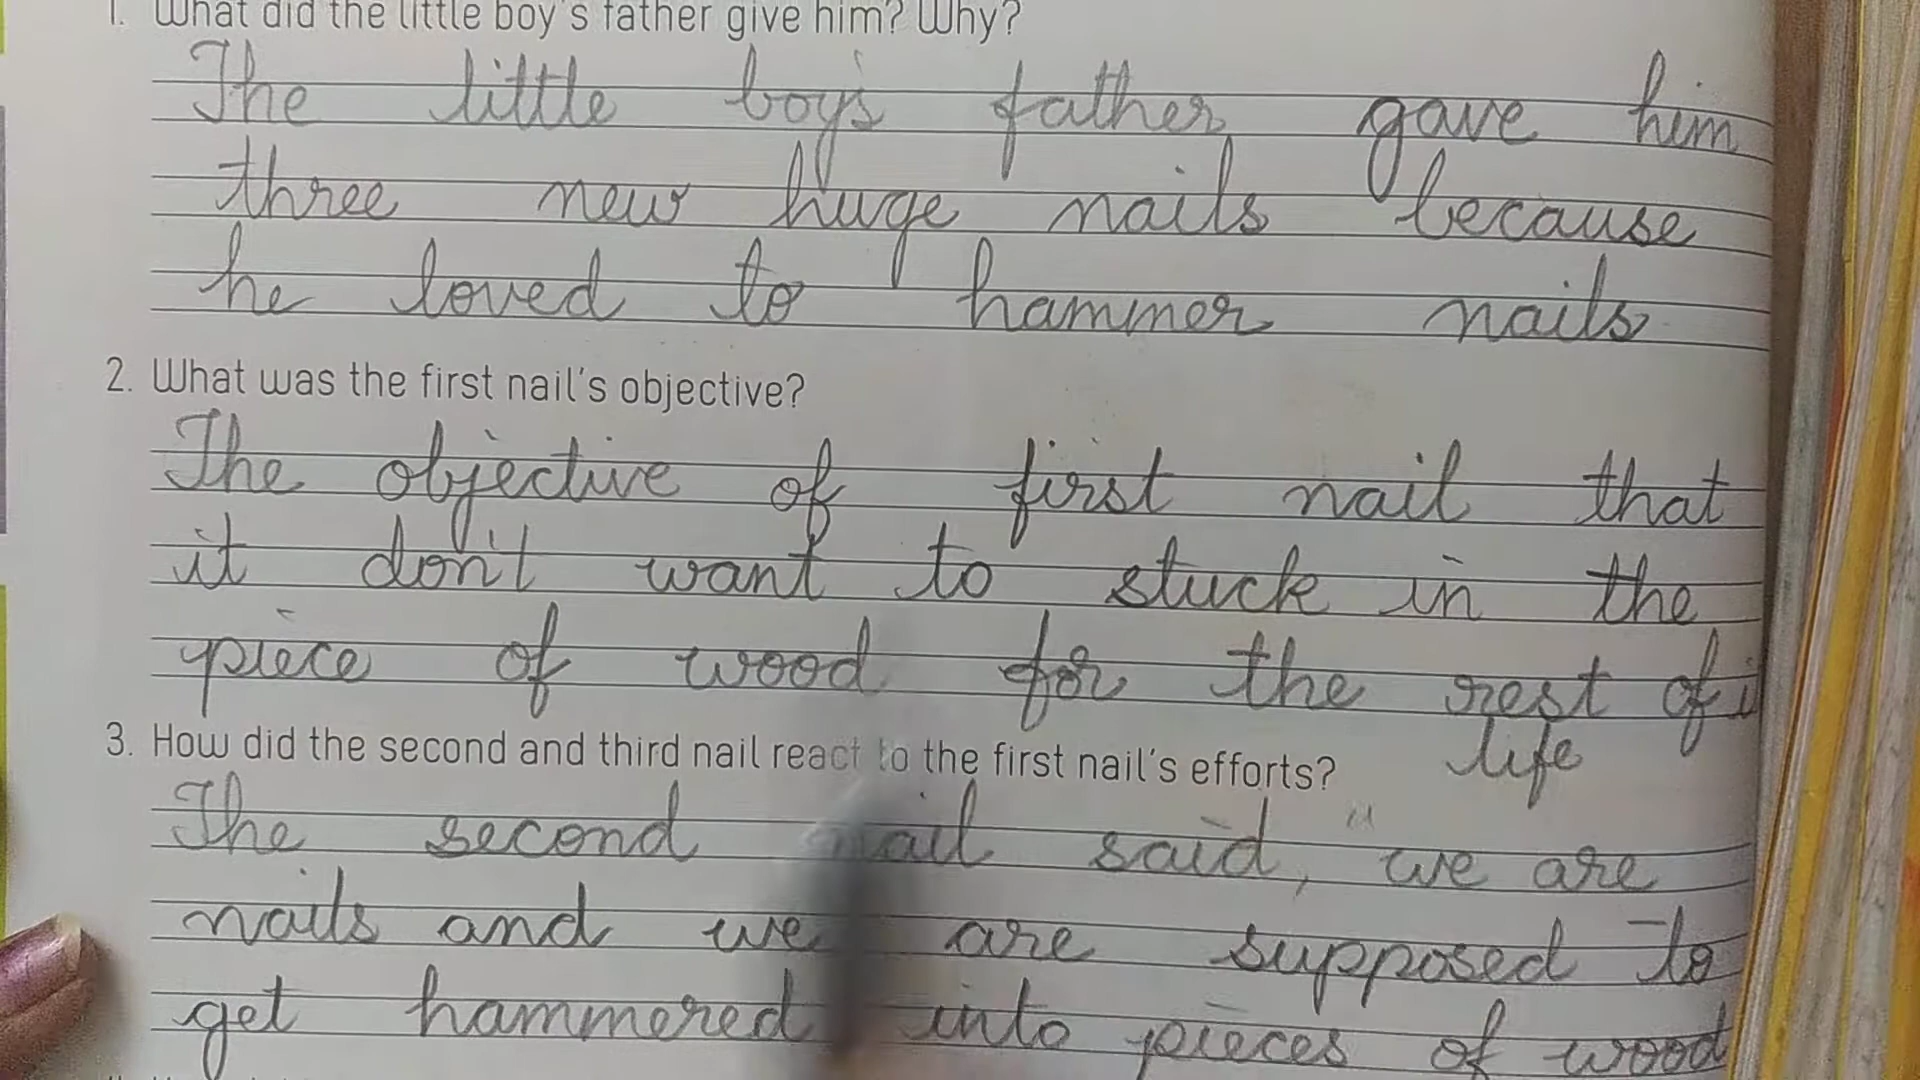 1. What did the little boy's father give him? Why?
The little boy's father gave him
three new huge nails because
he loved to hammer nails
2. What was the first nail's objective?
The objective of first nail that
it don't want to stuck in the
piece of wood for the rest of
life
3. How did the second and third nail react to the first nail's efforts?
The second nail said, " we are
nails and we are supposed to
get hammered into pieces of wood